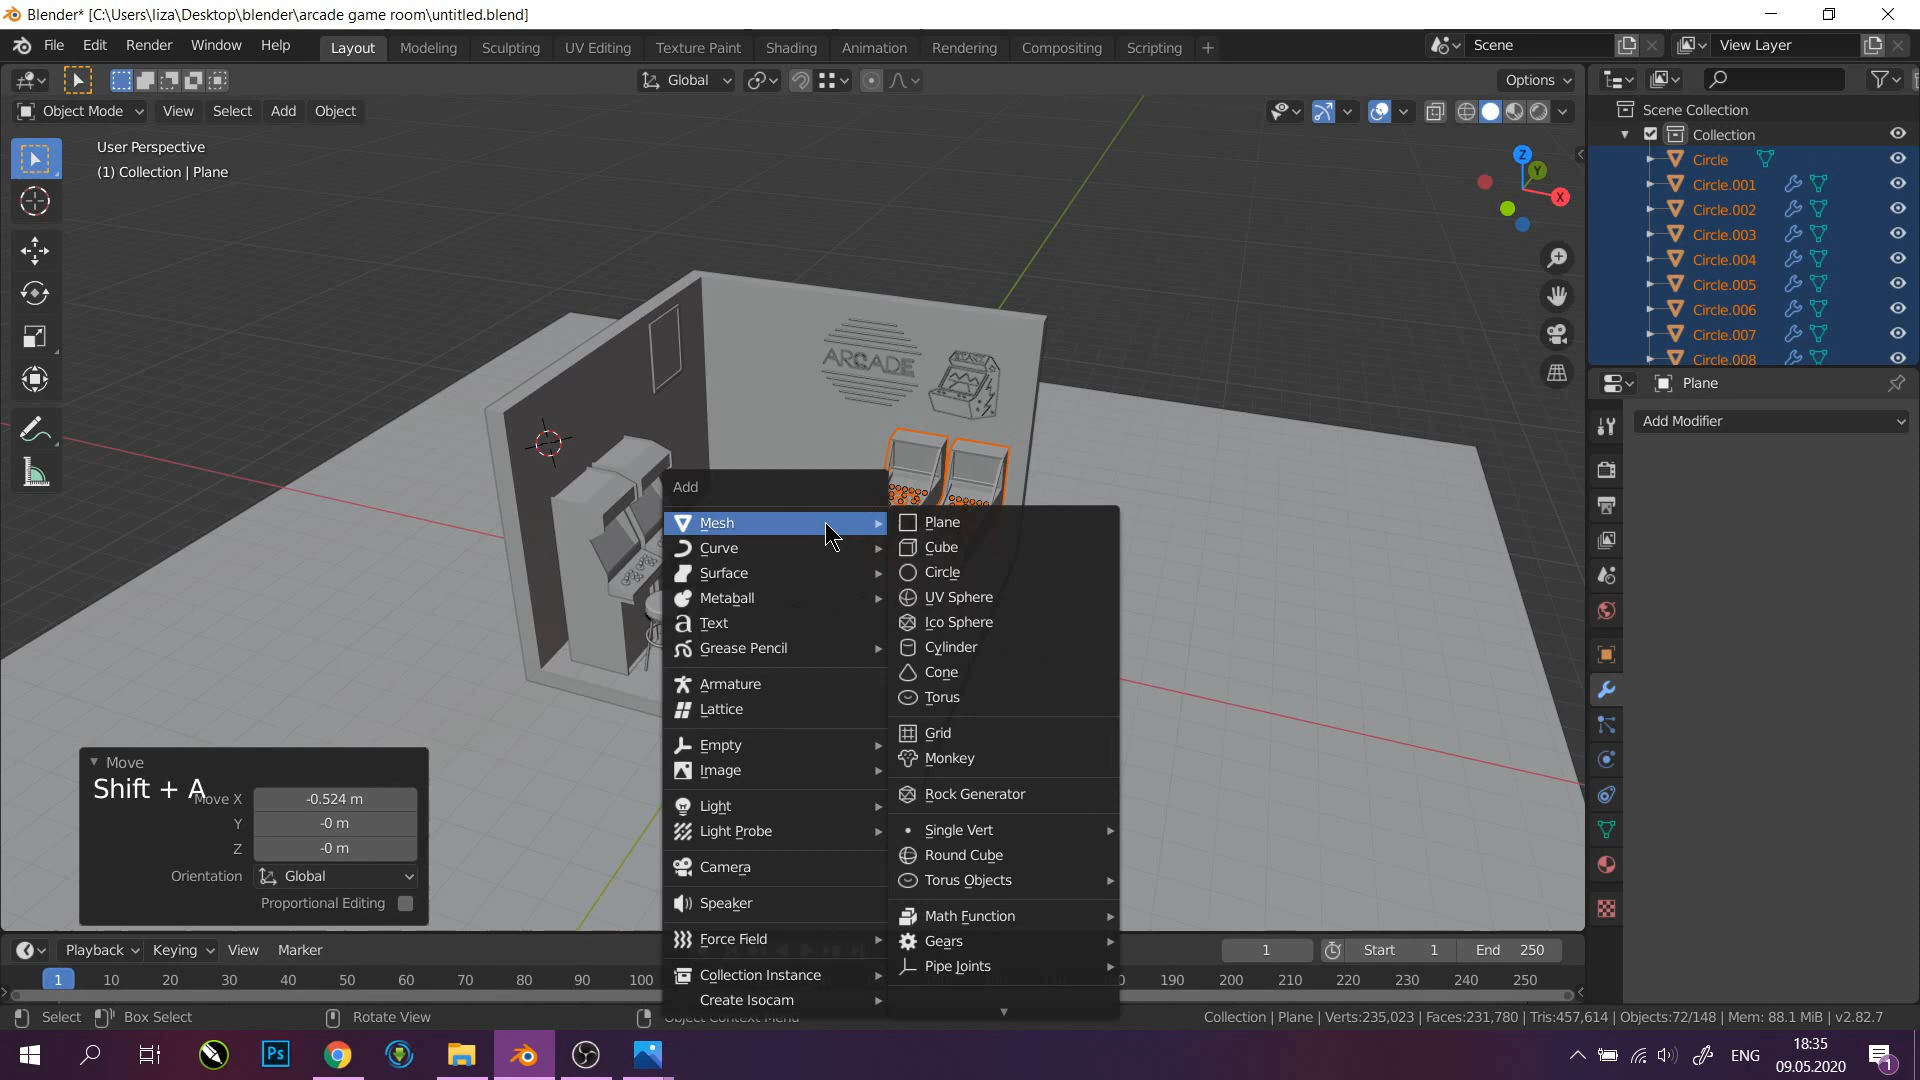 Blender* [C:\Users\liza\Desktop\blender\arcade game room\untitled.blend]
File Edit Render Window Help Layout Modeling Sculpting UV Editing Texture Paint Shading Animation Rendering Compositing Scripting + Scene View Layer
Global Options
Object Mode View Select Add Object
User Perspective
(1) Collection | Plane
Z
Y
X
Scene Collection
Collection
Circle
Circle.001
Circle.002
Circle.003
Circle.004
Circle.005
Circle.006
Circle.007
Circle.008
Plane
Add Modifier
ARCADE
Add
Mesh
Curve
Surface
Metaball
Text
Grease Pencil
Armature
Lattice
Empty
Image
Light
Light Probe
Camera
Speaker
Force Field
Collection Instance
Create Isocam
Plane
Cube
Circle
UV Sphere
Ico Sphere
Cylinder
Cone
Torus
Grid
Monkey
Rock Generator
Single Vert
Round Cube
Torus Objects
Math Function
Gears
Pipe Joints
Move
Shift + A
Move X -0.524 m
Y -0 m
Z -0 m
Orientation Global
Proportional Editing
Playback Keying View Marker 1 Start 1 End 250
1 10 20 30 40 50 60 70 80 90 100 190 200 210 220 230 240 250
Select Box Select Rotate View Object Context Menu Collection | Plane | Verts:235,023 | Faces:231,780 | Tris:457,614 | Objects:72/148 | Mem: 88.1 MiB | v2.82.7
Ps
ENG
18:35
09.05.2020
1